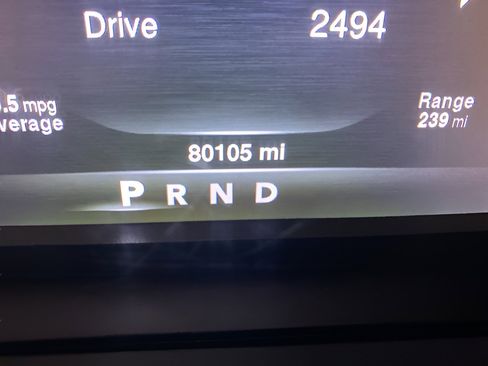 Drive 2494
.5 mpg Range
verage 239 mi
80105 mi
P R N D